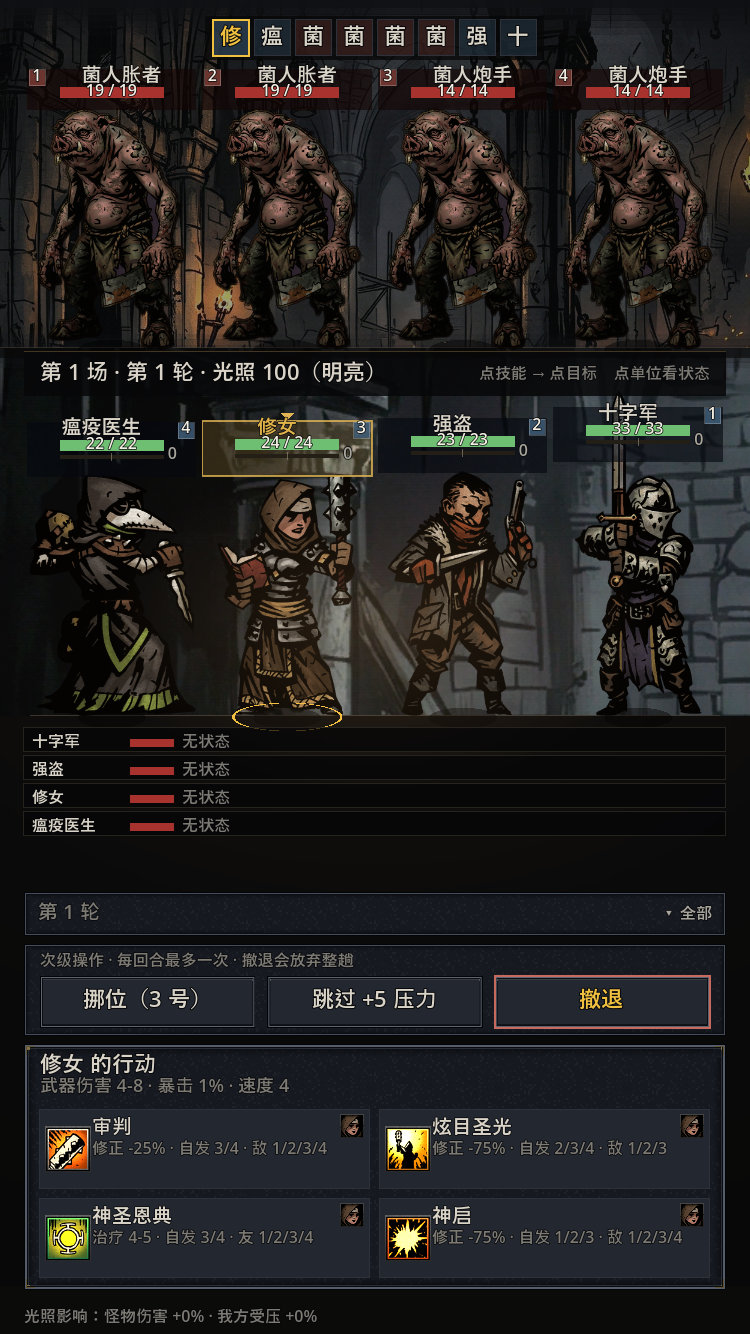 修 瘟 菌 菌 菌 菌 强 十
1 菌人胀者 2 菌人胀者 3 菌人炮手 4 菌人炮手
19 / 19 19 / 19 14 / 14 14 / 14
第 1 场 · 第 1 轮 · 光照 100（明亮） 点技能 → 点目标 点单位看状态
瘟疫医生 4 修女 3 强盗 2 十字军 1
22 / 22 0 24 / 24 0 23 / 23 0 33 / 33 0
十字军 无状态
强盗 无状态
修女 无状态
瘟疫医生 无状态
第 1 轮 ▾ 全部
次级操作 · 每回合最多一次 · 撤退会放弃整趟
挪位（3 号） 跳过 +5 压力 撤退
修女 的行动
武器伤害 4-8 · 暴击 1% · 速度 4
审判
修正 -25% · 自发 3/4 · 敌 1/2/3/4
炫目圣光
修正 -75% · 自发 2/3/4 · 敌 1/2/3
神圣恩典
治疗 4-5 · 自发 3/4 · 友 1/2/3/4
神启
修正 -75% · 自发 1/2/3 · 敌 1/2/3/4
光照影响：怪物伤害 +0% · 我方受压 +0%